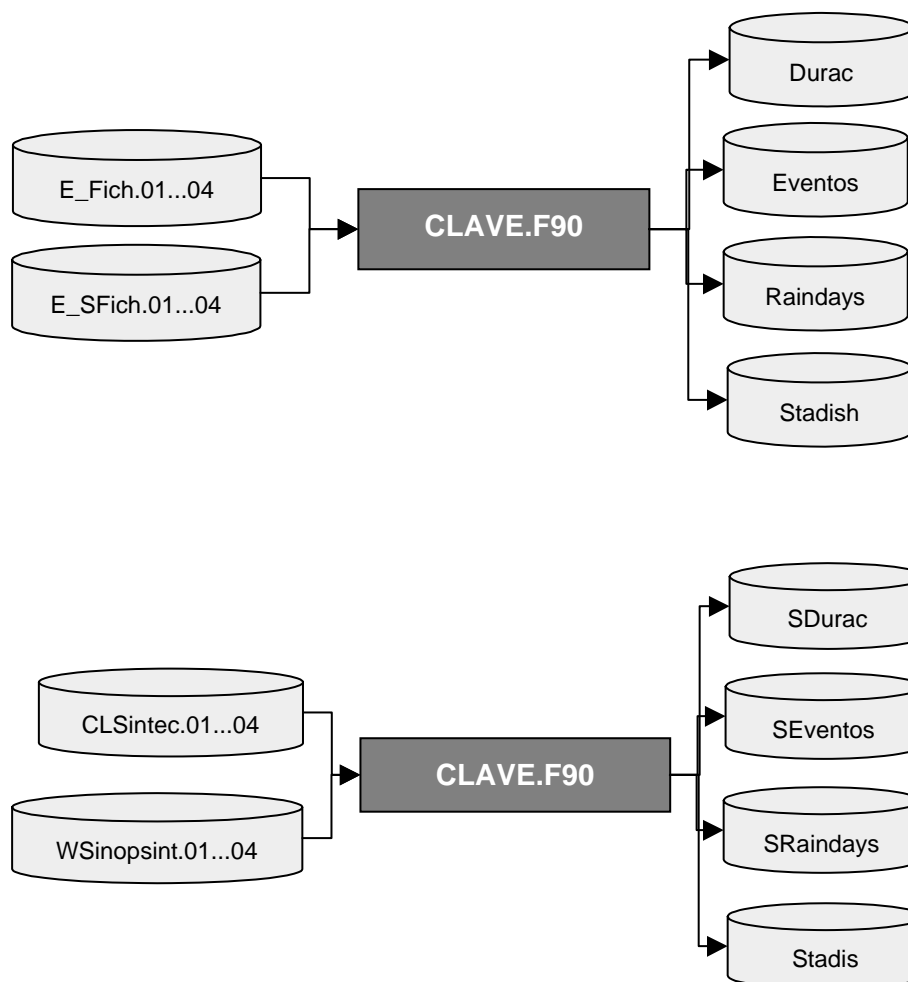 Durac
E_Fich.01...04
Eventos
CLAVE.F90
E_SFich.01...04
Raindays
Stadish
SDurac
CLSintec.01...04
SEventos
CLAVE.F90
WSinopsint.01...04
SRaindays
Stadis